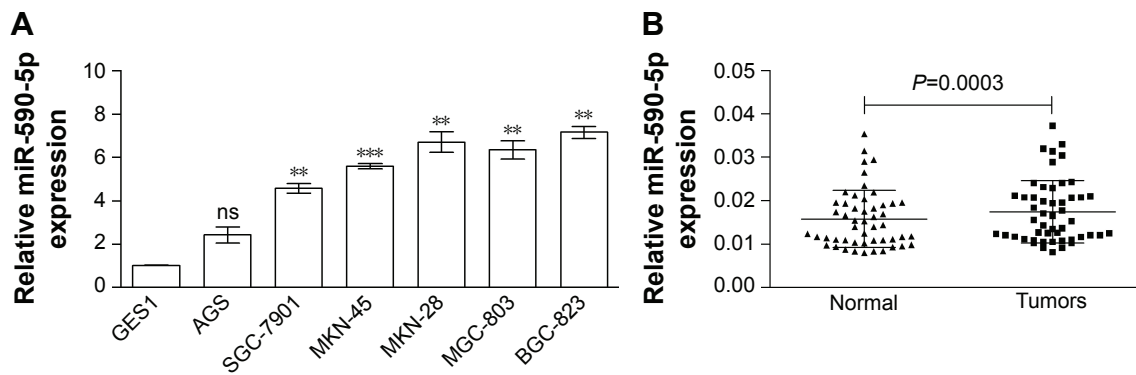 A
Relative miR-590-5p
expression
10
8
6
4
2
0
ns
**
***
**
**
**
GES1
AGS
SGC-7901
MKN-45
MKN-28
MGC-803
BGC-823
B
Relative miR-590-5p
expression
0.05
0.04
0.03
0.02
0.01
0.00
P=0.0003
Normal
Tumors